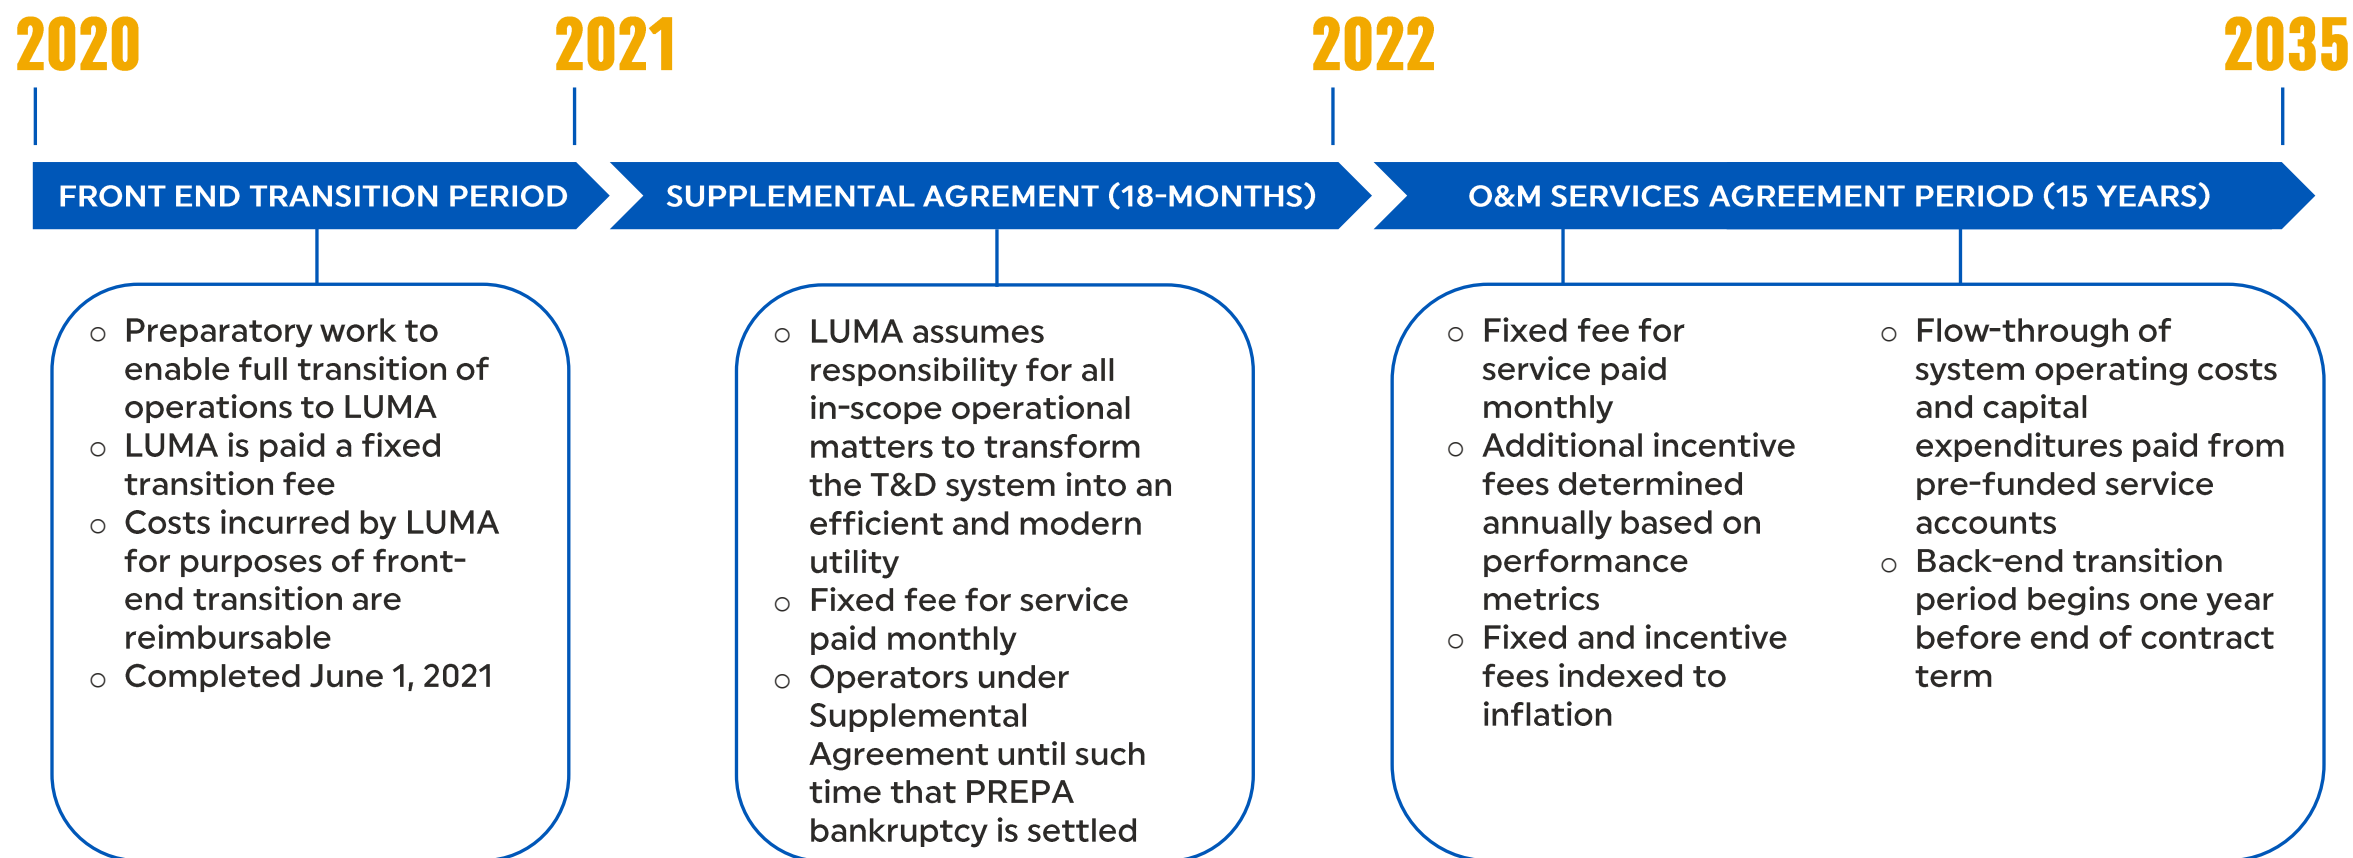 2020
2021
2022
2035
FRONT END TRANSITION PERIOD
SUPPLEMENTAL AGREMENT (18-MONTHS)
O&M SERVICES AGREEMENT PERIOD (15 YEARS)
○ Preparatory work to
enable full transition of
operations to LUMA
○ LUMA is paid a fixed
transition fee
○ Costs incurred by LUMA
for purposes of front-
end transition are
reimbursable
○ Completed June 1, 2021
○ LUMA assumes
responsibility for all
in-scope operational
matters to transform
the T&D system into an
efficient and modern
utility
○ Fixed fee for service
paid monthly
○ Operators under
Supplemental
Agreement until such
time that PREPA
bankruptcy is settled
○ Fixed fee for
service paid
monthly
○ Additional incentive
fees determined
annually based on
performance
metrics
○ Fixed and incentive
fees indexed to
inflation
○ Flow-through of
system operating costs
and capital
expenditures paid from
pre-funded service
accounts
○ Back-end transition
period begins one year
before end of contract
term